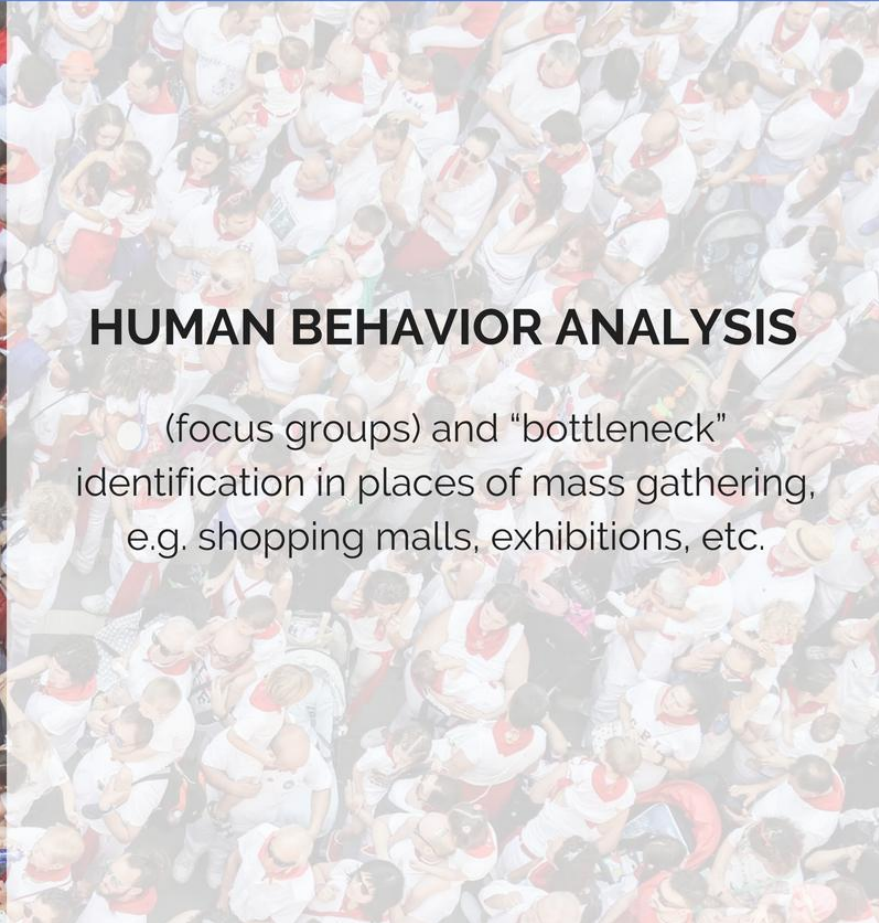 HUMAN BEHAVIOR ANALYSIS
(focus groups) and “bottleneck”
identification in places of mass gathering,
e.g. shopping malls, exhibitions, etc.